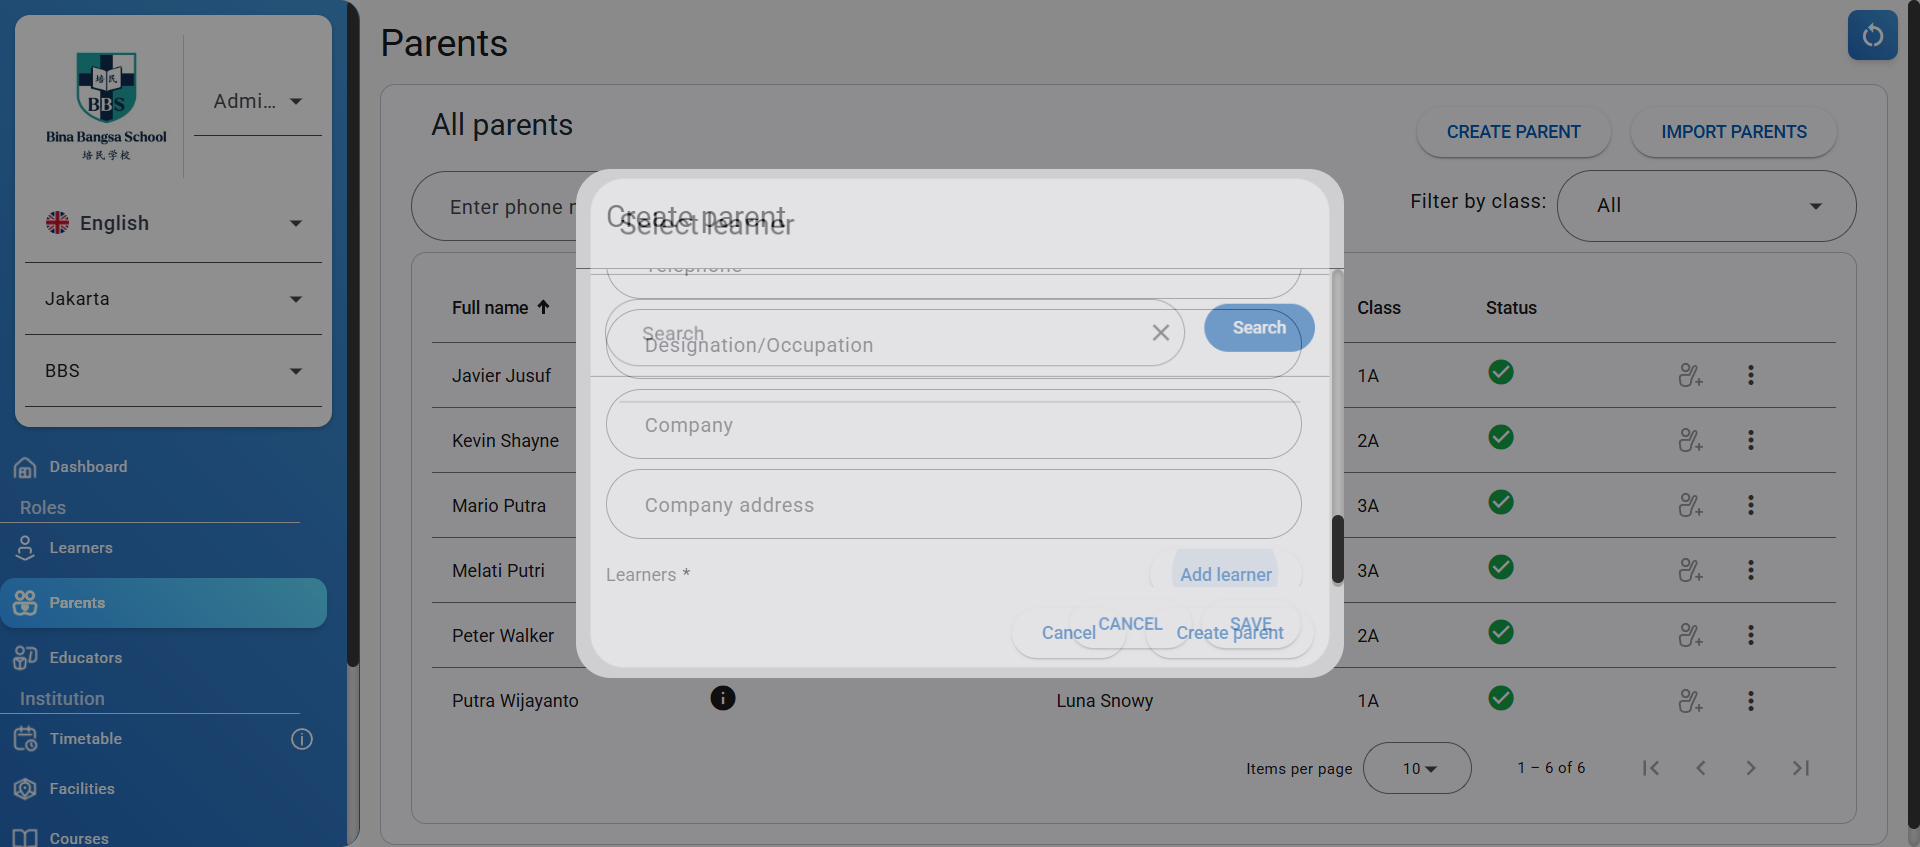 培民
BBS
Bina Bangsa School
培民学校
Admi...
English
Jakarta
BBS
Dashboard
Roles
Learners
Parents
Educators
Institution
Timetable
Facilities
Courses
Parents
All parents
CREATE PARENT
IMPORT PARENTS
Enter phone n
Filter by class:
All
Full name
Class
Status
Javier Jusuf
1A
Kevin Shayne
2A
Mario Putra
3A
Melati Putri
3A
Peter Walker
2A
Putra Wijayanto
Luna Snowy
1A
Items per page
10
1 – 6 of 6
Create parent
Select learner
Telephone
Search
Search
Designation/Occupation
Company
Company address
Learners *
Add learner
CANCEL
SAVE
Cancel
Create parent